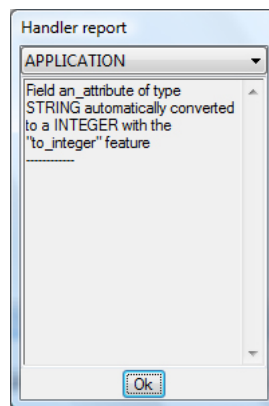 Handler report
APPLICATION
Field an_attribute of type
STRING automatically converted
to a INTEGER with the
"to_integer" feature
------------
Ok